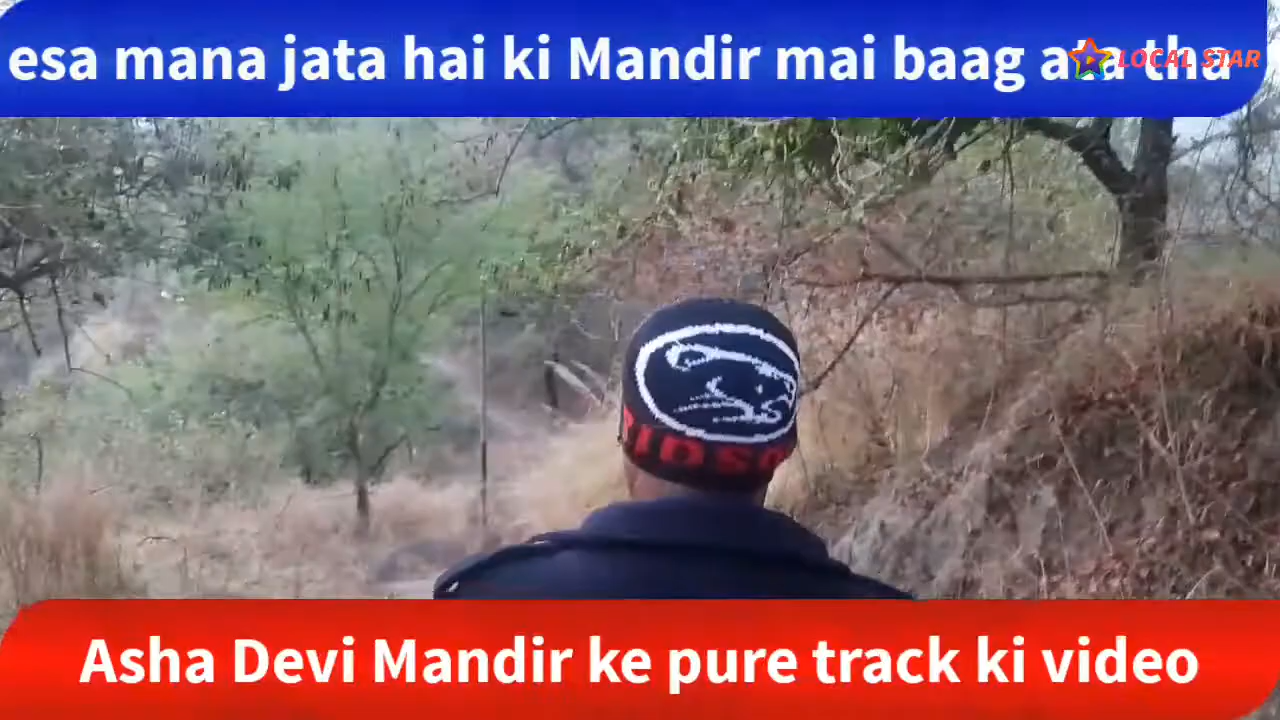 esa mana jata hai ki Mandir mai baag ata tha
LOCAL STAR
Asha Devi Mandir ke pure track ki video